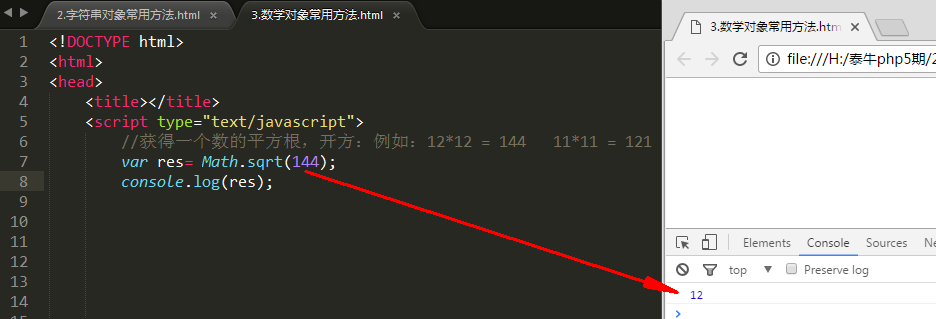 2.字符串对象常用方法.html ×
3.数学对象常用方法.html ×
1 <!DOCTYPE html>
2 <html>
3 <head>
4 <title></title>
5 <script type="text/javascript">
6 //获得一个数的平方根，开方：例如：12*12 = 144 11*11 = 121
7 var res= Math.sqrt(144);
8 console.log(res);
9
10
11
12
13
14
15
3.数学对象常用方法.htm ×
file:///H:/泰牛php5期/2
Elements Console Sources Ne
top ▼ Preserve log
12
>